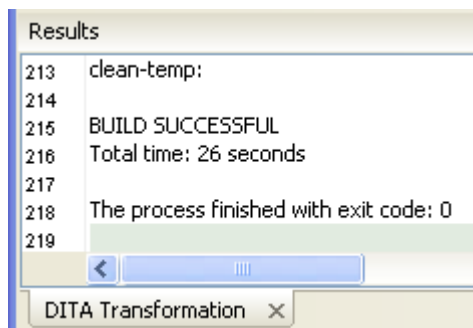 Results
213 clean-temp:
214
215 BUILD SUCCESSFUL
216 Total time: 26 seconds
217
218 The process finished with exit code: 0
219
DITA Transformation